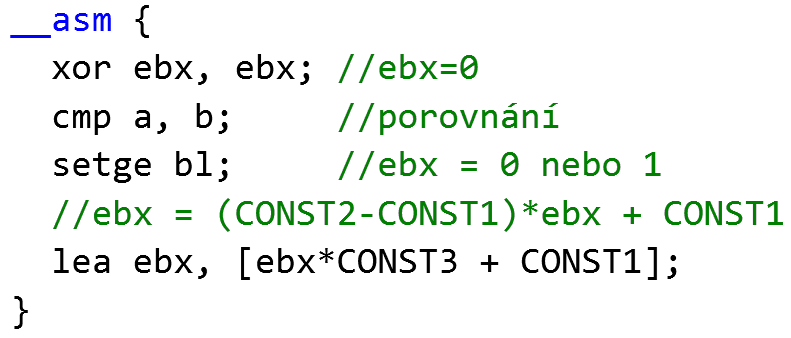 __asm {
xor ebx, ebx; //ebx=0
cmp a, b; //porovnání
setge bl; //ebx = 0 nebo 1
//ebx = (CONST2-CONST1)*ebx + CONST1
lea ebx, [ebx*CONST3 + CONST1];
}